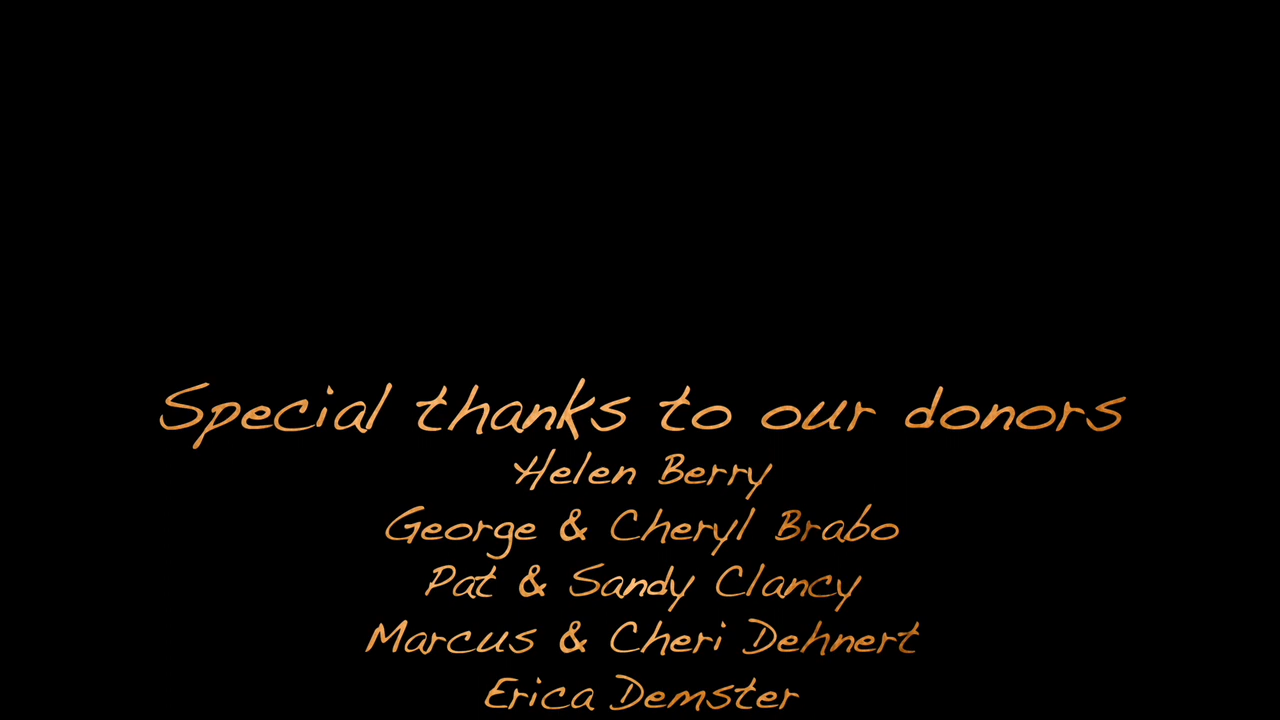 Special thanks to our donors
Helen Berry
George & Cheryl Brabo
Pat & Sandy Clancy
Marcus & Cheri Dehnert
Erica Demster